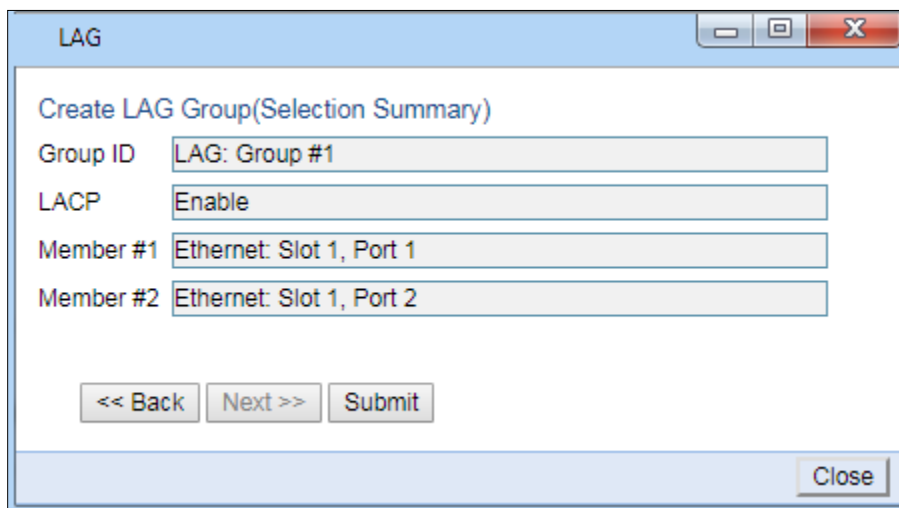 LAG
Create LAG Group(Selection Summary)
Group ID LAG: Group #1
LACP Enable
Member #1 Ethernet: Slot 1, Port 1
Member #2 Ethernet: Slot 1, Port 2
<< Back Next >> Submit
Close